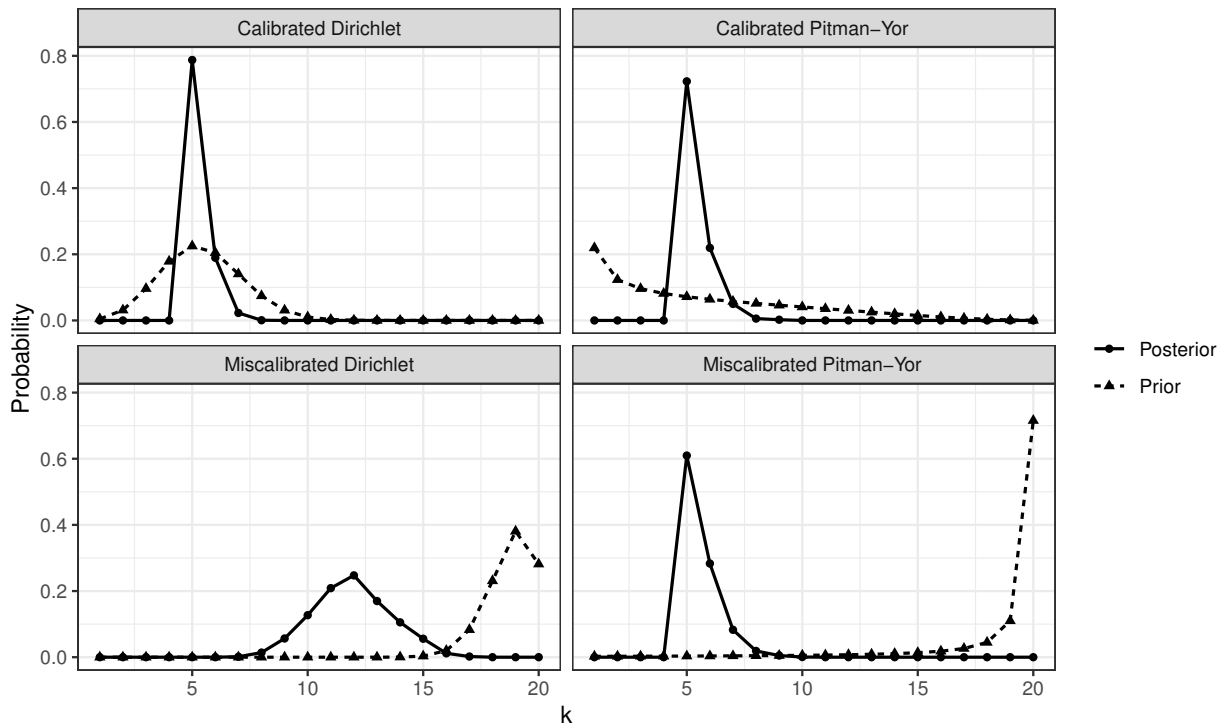 Calibrated Dirichlet
Calibrated Pitman−Yor
0.8
0.6
0.4
0.2
0.0
Miscalibrated Dirichlet
Miscalibrated Pitman−Yor
0.8
0.6
0.4
0.2
0.0
Probability
5
10
15
20
5
10
15
20
k
Posterior
Prior